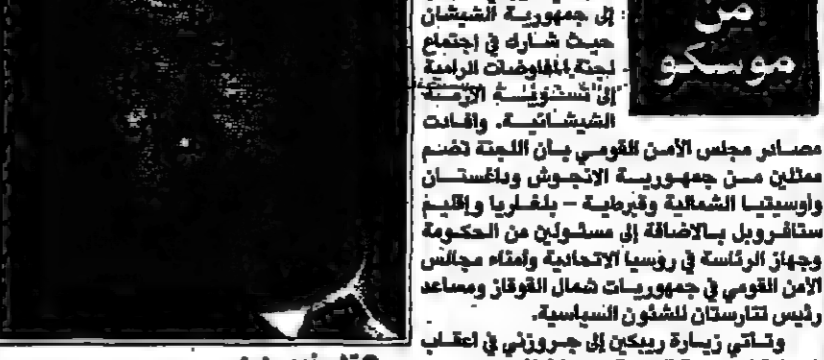 من
موسكو
إلى جمهورية الشيشان
حيث شارك في اجتماع
لجنة المفاوضات الرامية
إلى تسوية الأزمة
الشيشانية. وأفادت
مصادر مجلس الأمن القومي بأن اللجنة تضم
ممثلين من جمهورية الانجوش وداغستان
وأوسيتيا الشمالية وقبرطية – بلغاريا وإقليم
ستافروبل بالاضافة إلى مسئولين من الحكومة
وجهاز الرئاسة في روسيا الاتحادية وأمناء مجالس
الأمن القومي في جمهوريات شمال القوقاز ومساعد
رئيس تتارستان للشئون السياسية.
وتأتي زيارة ريبكين إلى جروزني في أعقاب